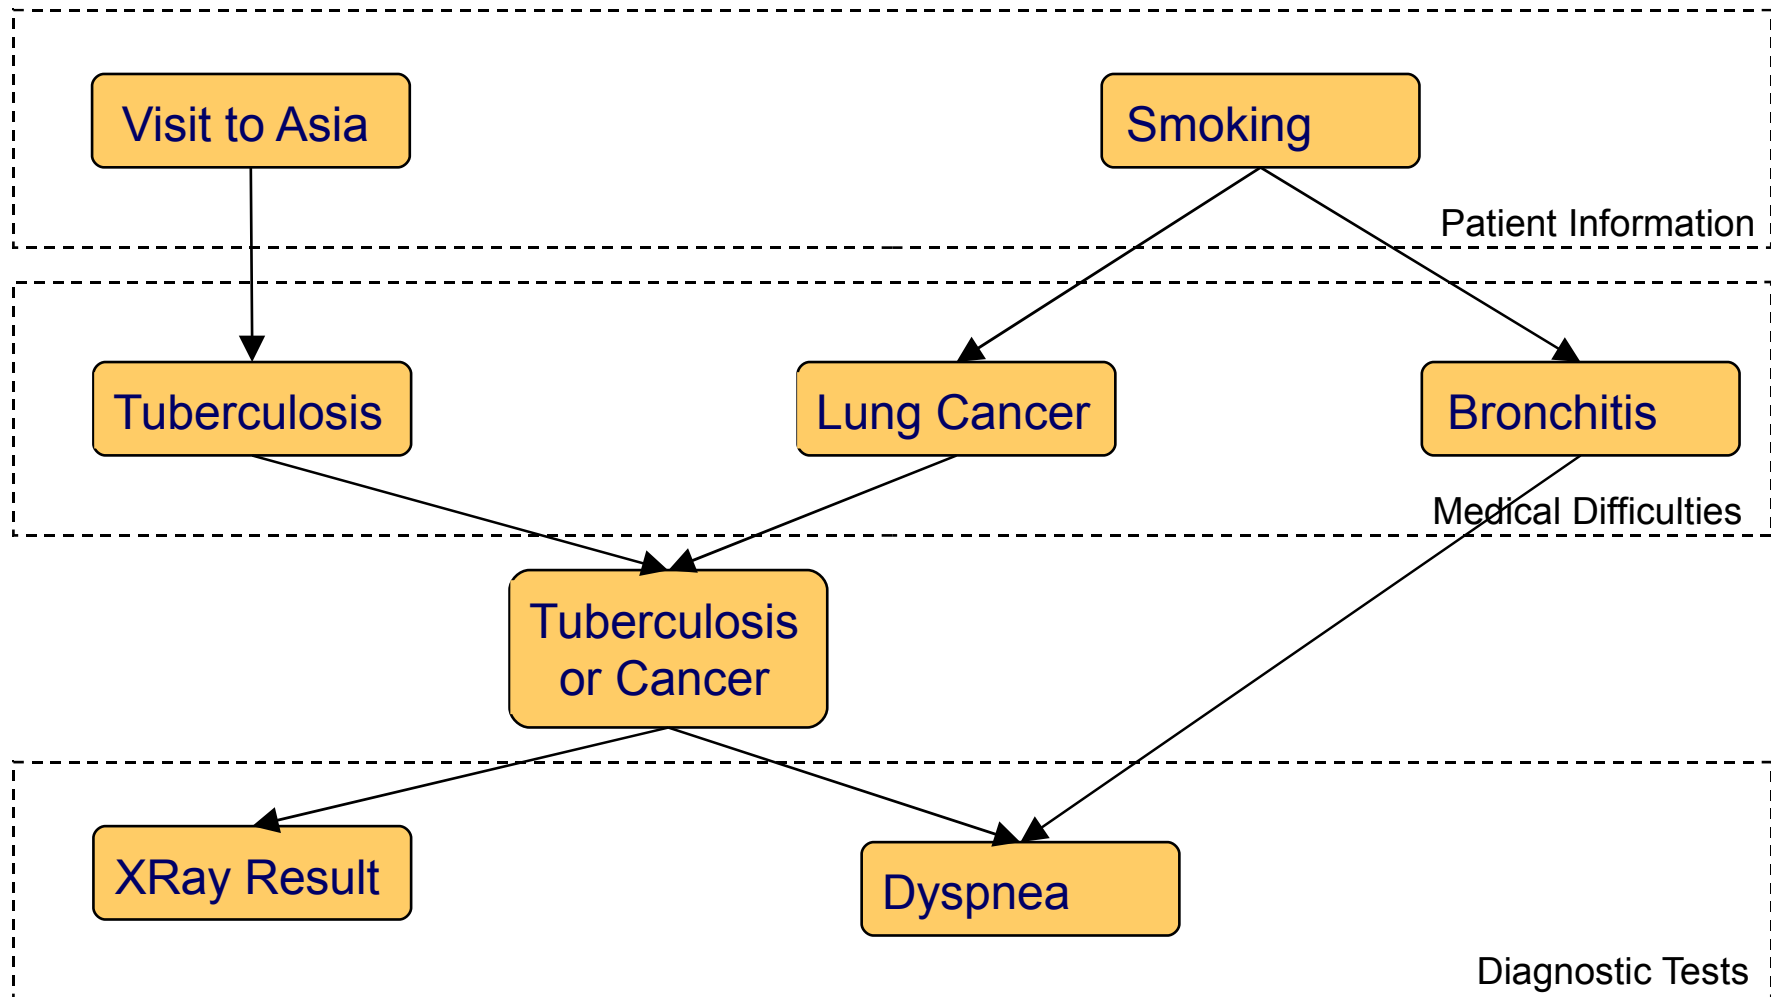 Visit to Asia
Smoking
Patient Information
Tuberculosis
Lung Cancer
Bronchitis
Medical Difficulties
Tuberculosis
or Cancer
XRay Result
Dyspnea
Diagnostic Tests